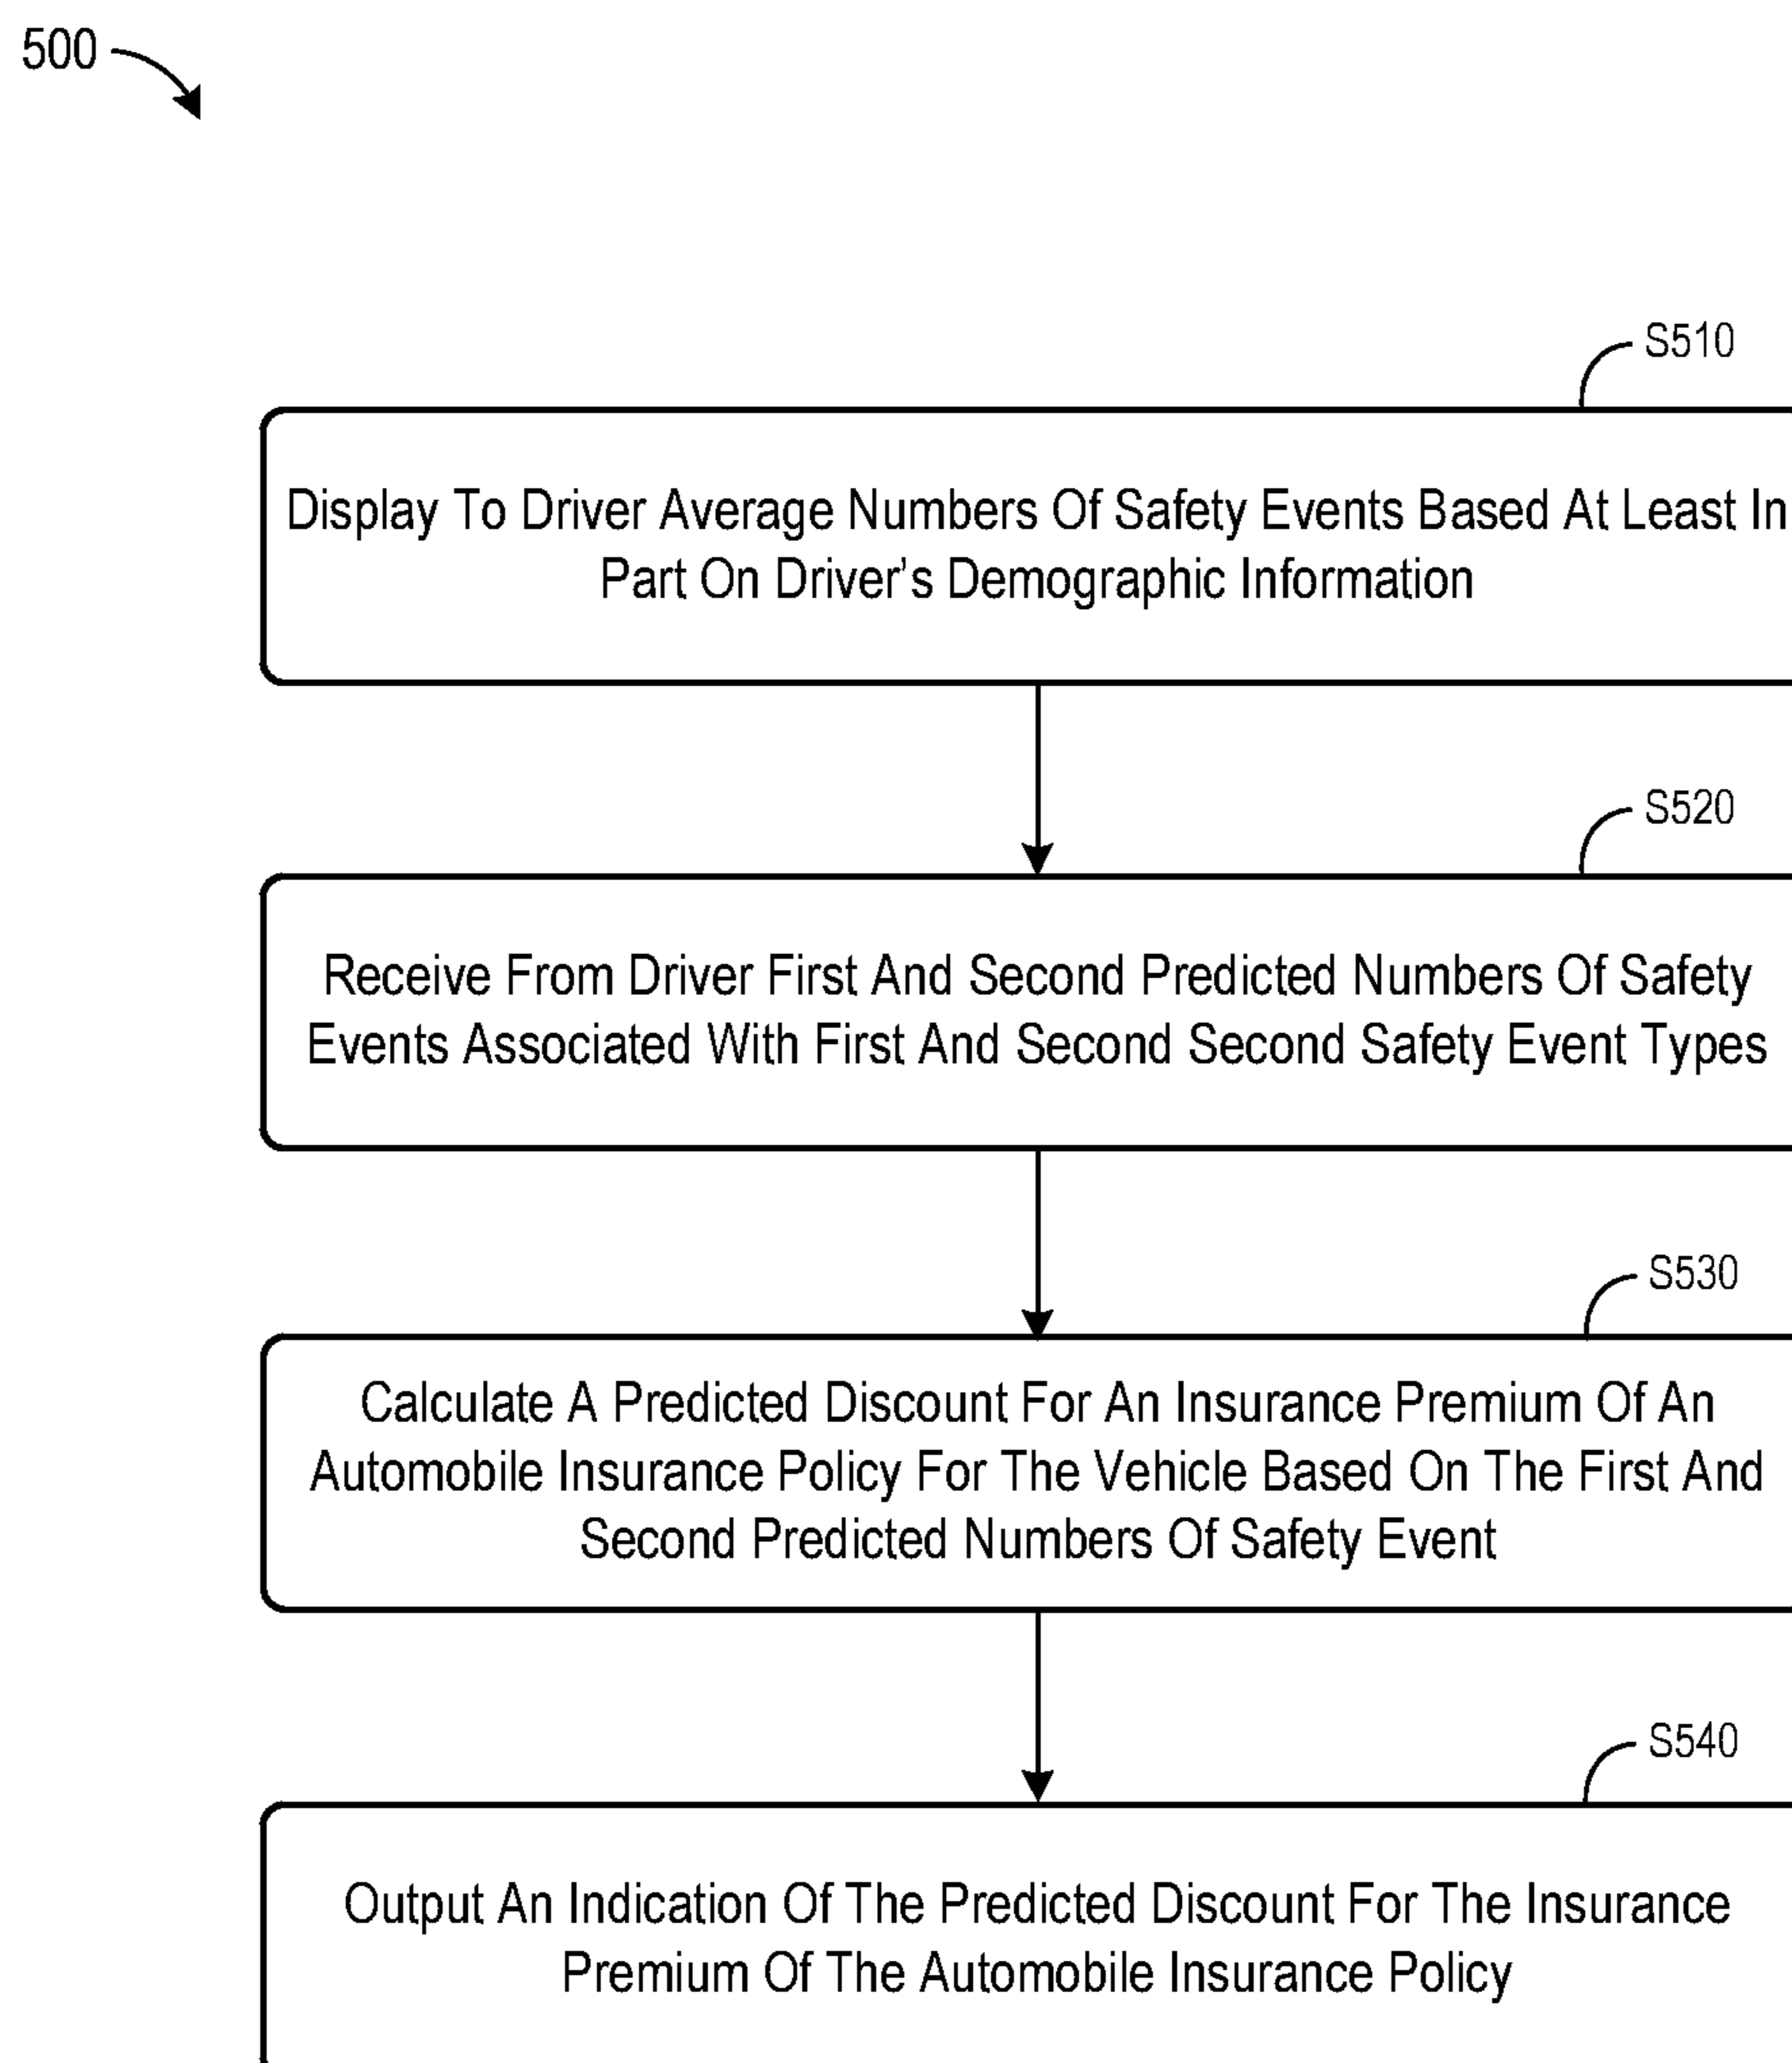 500
S510
Display To Driver Average Numbers Of Safety Events Based At Least In
Part On Driver's Demographic Information
S520
Receive From Driver First And Second Predicted Numbers Of Safety
Events Associated With First And Second Second Safety Event Types
S530
Calculate A Predicted Discount For An Insurance Premium Of An
Automobile Insurance Policy For The Vehicle Based On The First And
Second Predicted Numbers Of Safety Event
S540
Output An Indication Of The Predicted Discount For The Insurance
Premium Of The Automobile Insurance Policy